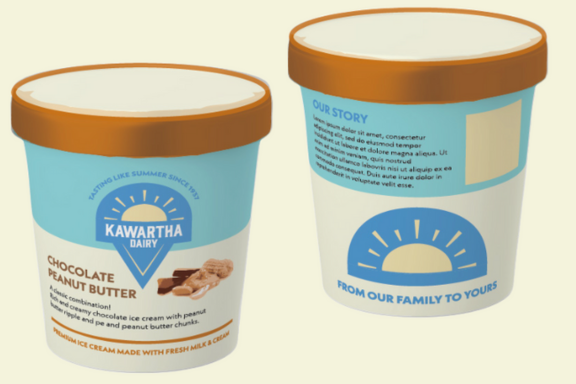 TASTING LIKE SUMMER SINCE 1937
KAWARTHA
DAIRY
CHOCOLATE
PEANUT BUTTER
A classic combination!
Rich and creamy chocolate ice cream with peanut
butter ripple and pe and peanut butter chunks.
PREMIUM ICE CREAM MADE WITH FRESH MILK & CREAM
OUR STORY
Lorem ipsum dolor sit amet, consectetur
adipiscing elit, sed do eiusmod tempor
incididunt ut labore et dolore magna aliqua. Ut
enim ad minim veniam, quis nostrud
exercitation ullamco laboris nisi ut aliquip ex ea
commodo consequat. Duis aute irure dolor in
reprehenderit in voluptate velit esse.
FROM OUR FAMILY TO YOURS